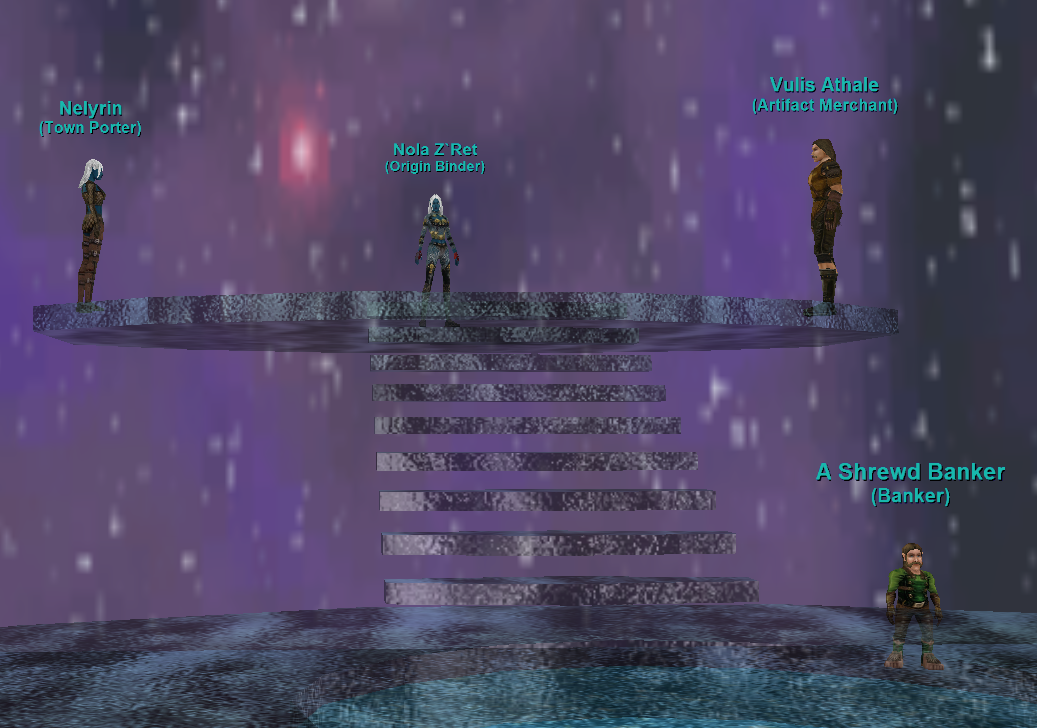 Vulis Athale
(Artifact Merchant)
Nelyrin
(Town Porter)
Nola Z`Ret
(Origin Binder)
A Shrewd Banker
(Banker)